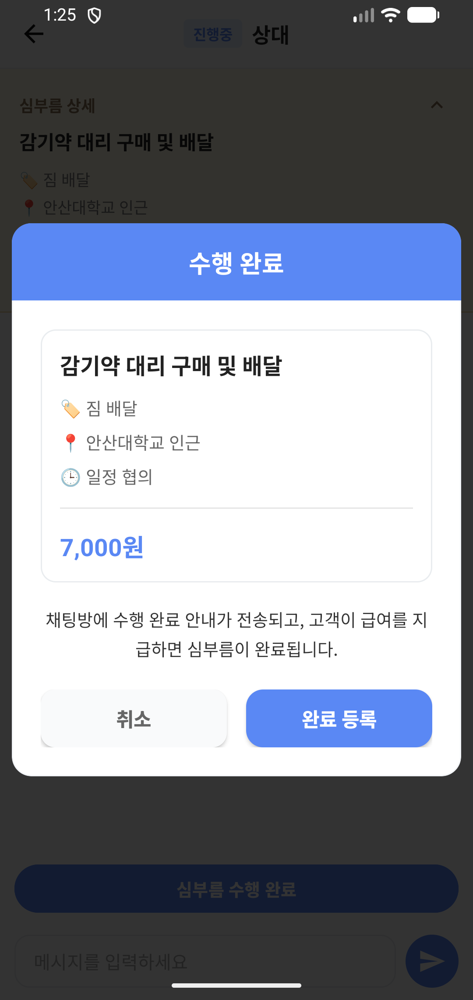 1:25
진행중 상대
심부름 상세
감기약 대리 구매 및 배달
짐 배달
안산대학교 인근
수행 완료
감기약 대리 구매 및 배달
짐 배달
안산대학교 인근
일정 협의
7,000원
채팅방에 수행 완료 안내가 전송되고, 고객이 급여를 지
급하면 심부름이 완료됩니다.
취소 완료 등록
심부름 수행 완료
메시지를 입력하세요